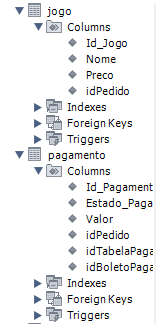 jogo
Columns
Id_Jogo
Nome
Preco
idPedido
Indexes
Foreign Keys
Triggers
pagamento
Columns
Id_Pagament
Estado_Paga
Valor
idPedido
idTabelaPaga
idBoletoPaga
Indexes
Foreign Keys
Triggers